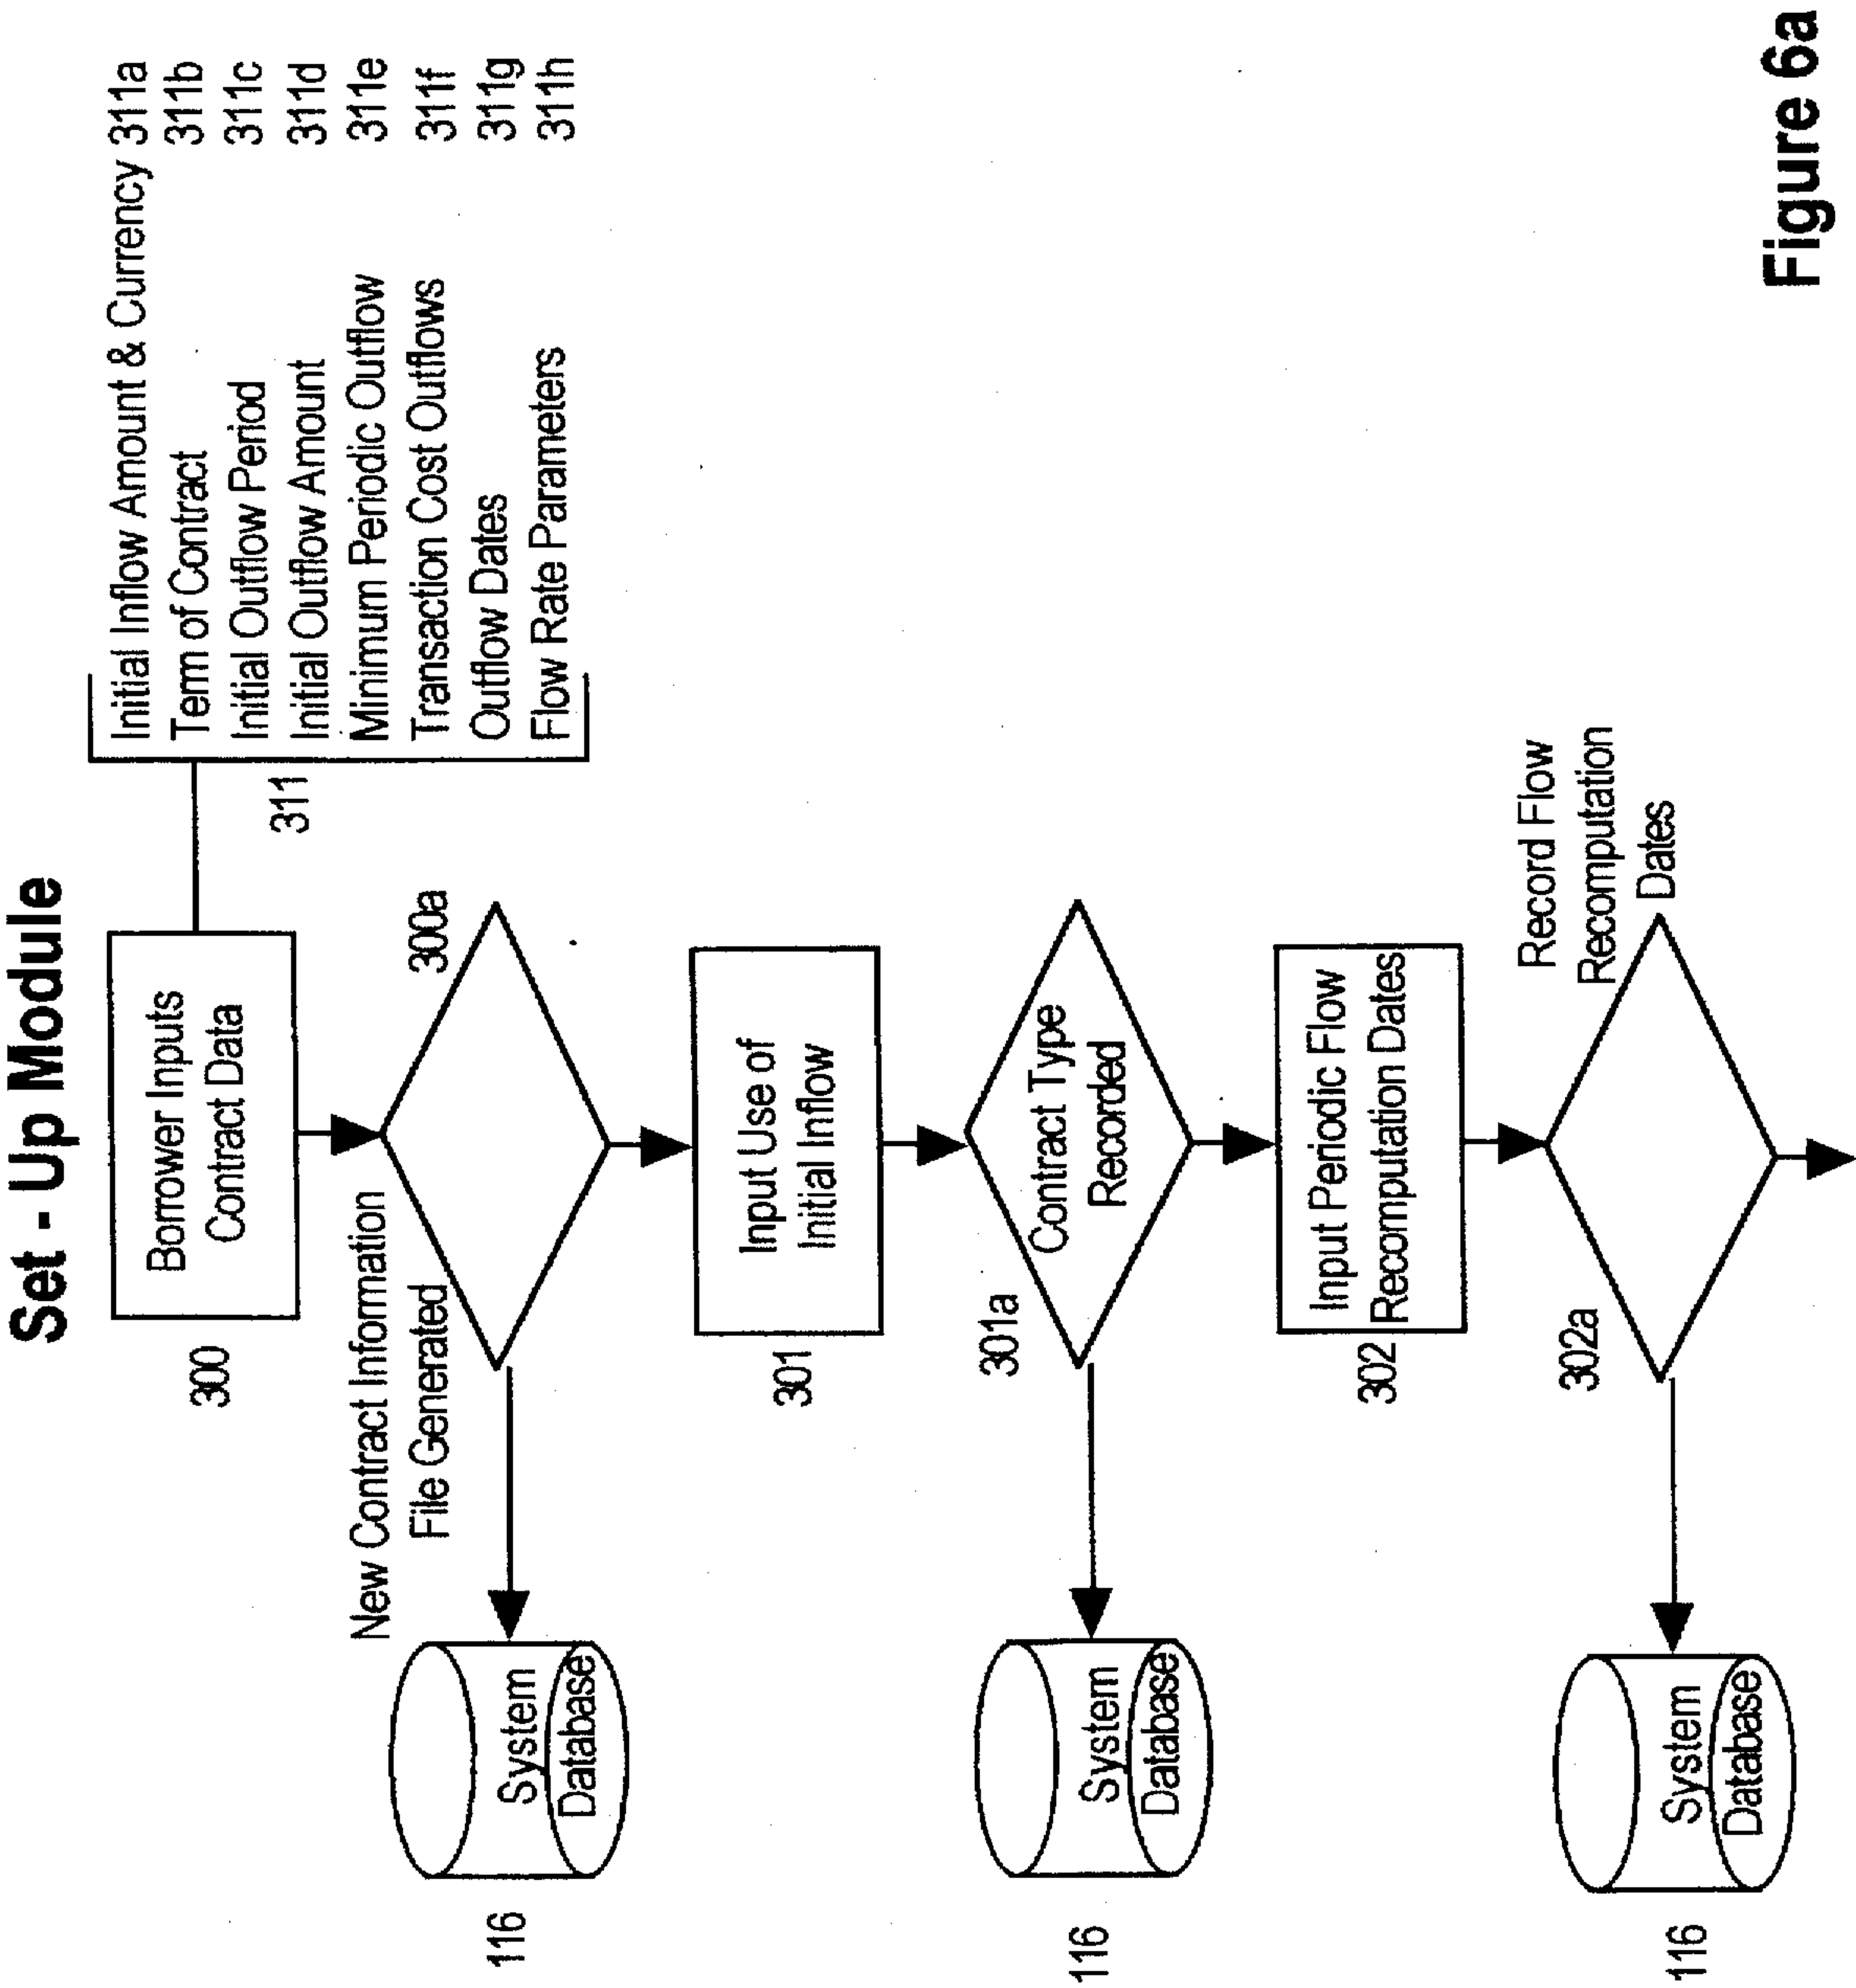 Set - Up Module
Borrower Inputs
Contract Data
300
311
Initial Inflow Amount & Currency 311a
Term of Contract 311b
Initial Outflow Period 311c
Initial Outflow Amount 311d
Minimum Periodic Outflow 311e
Transaction Cost Outflows 311f
Outflow Dates 311g
Flow Rate Parameters 311h
New Contract Information
File Generated
300a
System
Database
116
Input Use of
Initial Inflow
301
301a
Contract Type
Recorded
System
Database
116
Input Periodic Flow
Recomputation Dates
302
Record Flow
Recomputation
Dates
302a
System
Database
116
Figure 6a